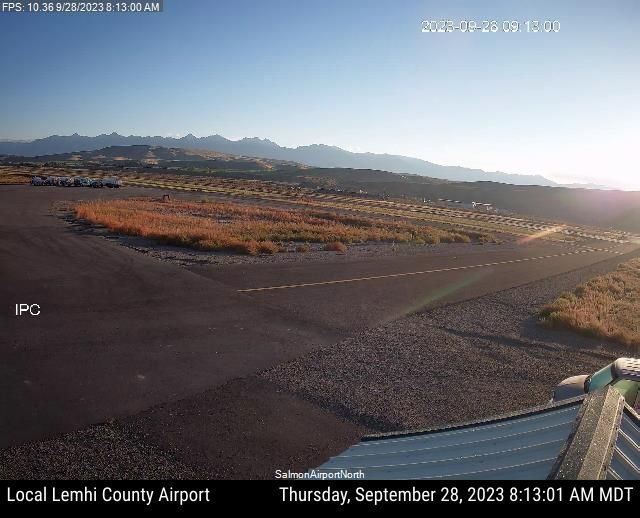 FPS: 10.36 9/28/2023 8:13:00 AM
2023-09-28 09:13:00
IPC
SalmonAirportNorth
Local Lemhi County Airport Thursday, September 28, 2023 8:13:01 AM MDT